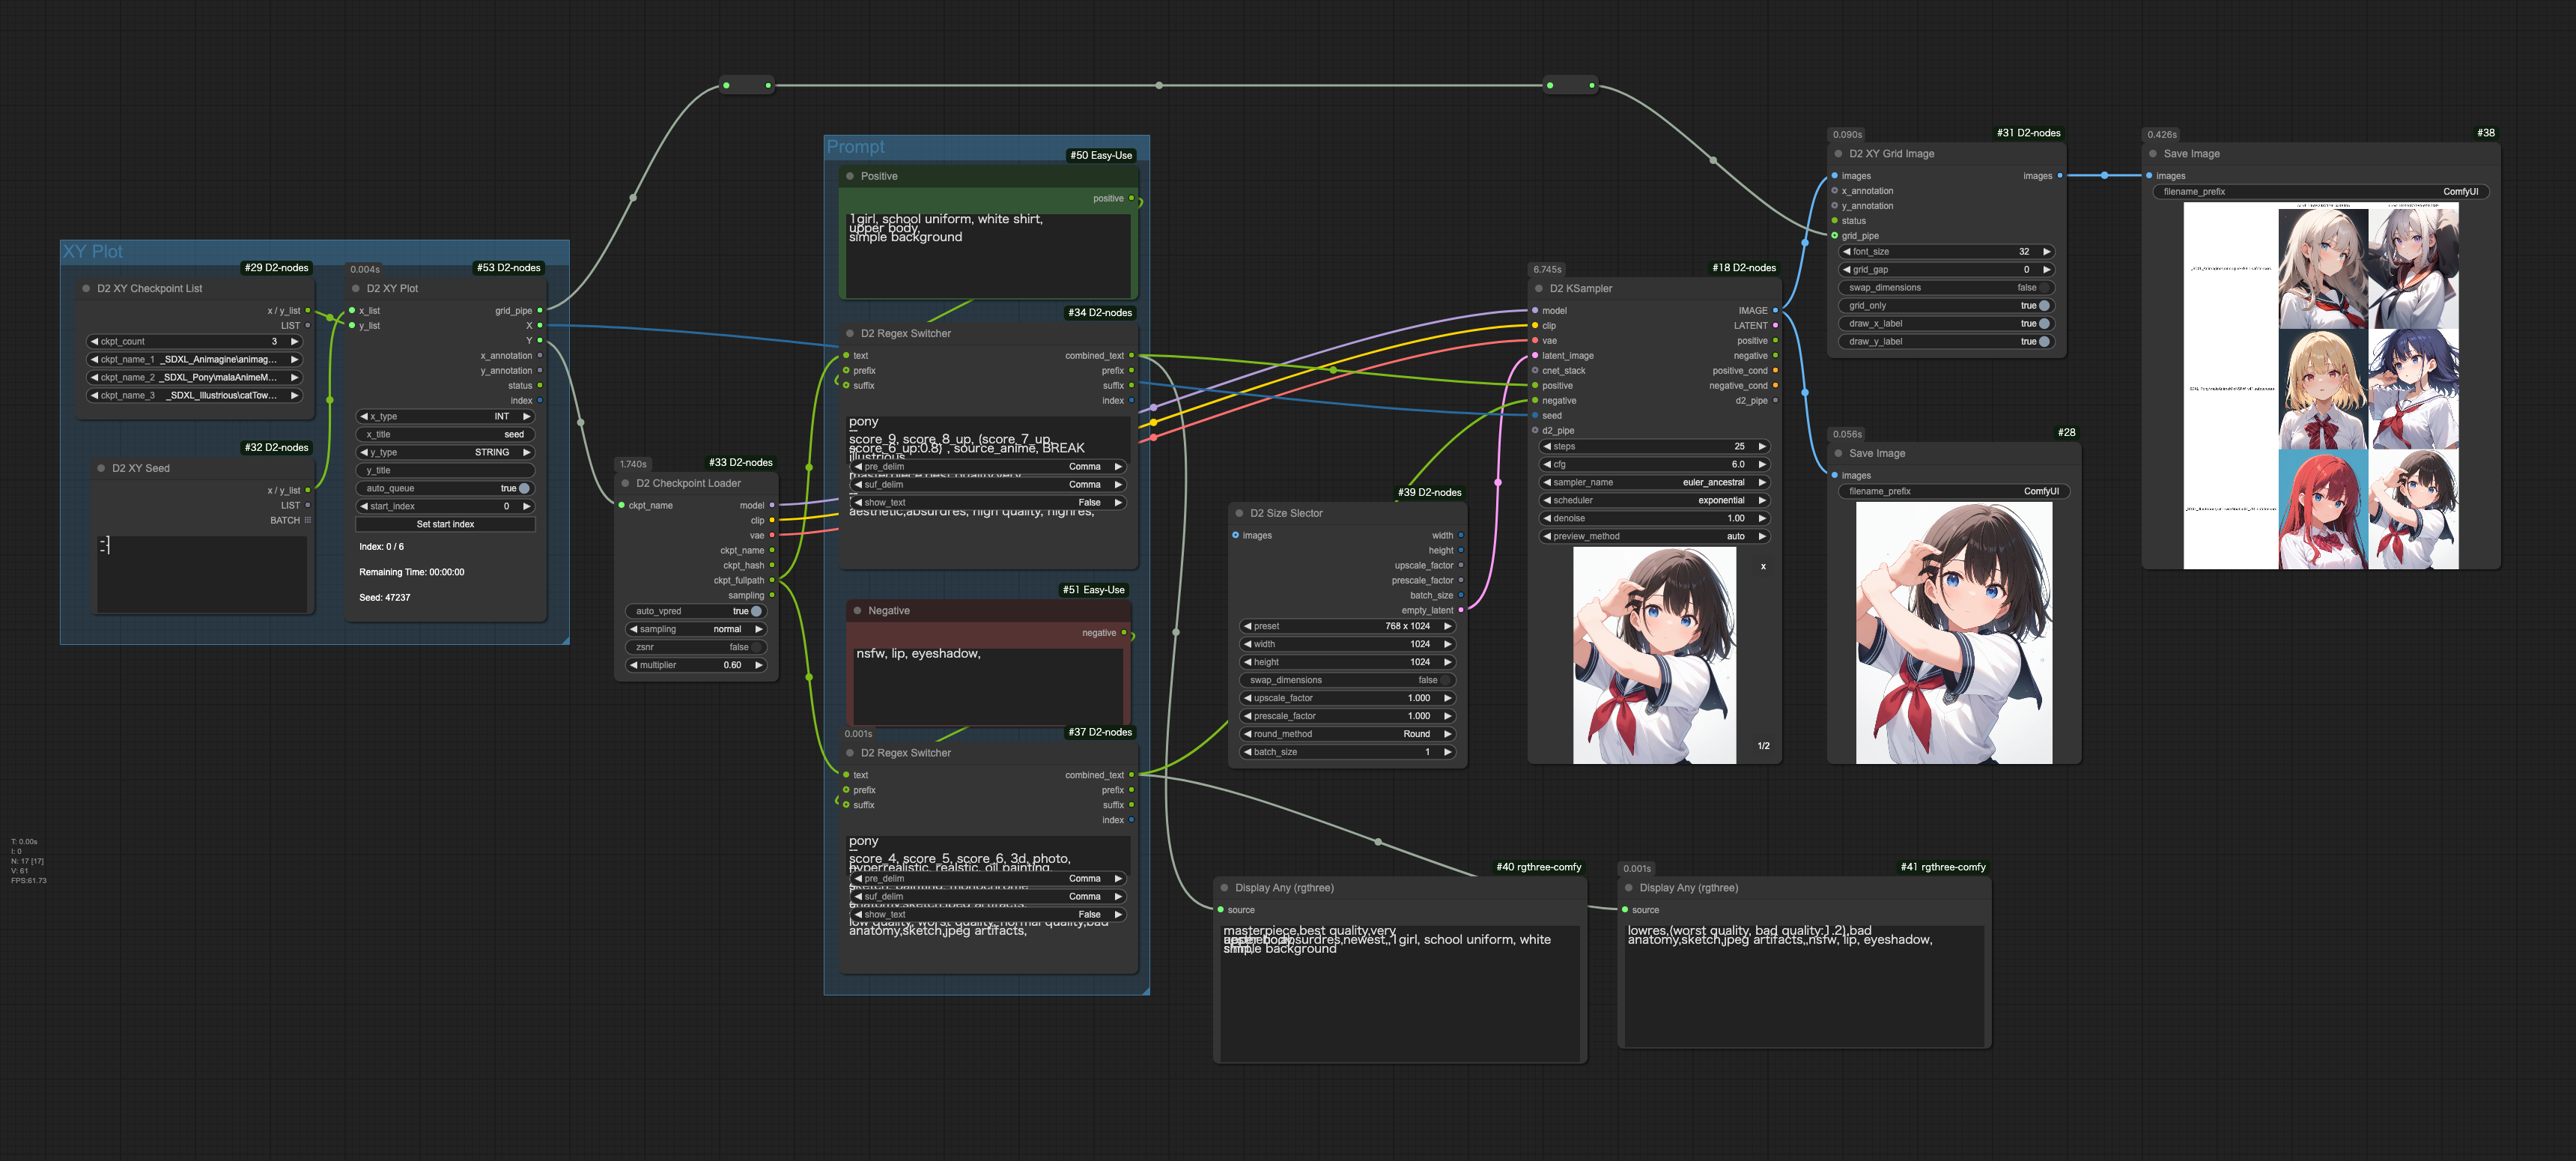 XY Plot
#29 D2-nodes
D2 XY Checkpoint List
x / y_list
LIST
ckpt_count 3
ckpt_name_1 _SDXL_Animagine\animag...
ckpt_name_2 _SDXL_Pony\malaAnimeM...
ckpt_name_3 _SDXL_Illustrious\catTow...
#32 D2-nodes
D2 XY Seed
x / y_list
LIST
BATCH
-1
-1
0.004s
#53 D2-nodes
D2 XY Plot
x_list grid_pipe
y_list X
Y
x_annotation
y_annotation
status
index
x_type INT
x_title seed
y_type STRING
y_title
auto_queue true
start_index 0
Set start index
Index: 0 / 6
Remaining Time: 00:00:00
Seed: 47237
1.740s
#33 D2-nodes
D2 Checkpoint Loader
ckpt_name model
clip
vae
ckpt_name
ckpt_hash
ckpt_fullpath
sampling
auto_vpred true
sampling normal
zsnr false
multiplier 0.60
Prompt
#50 Easy-Use
Positive
positive
1girl, school uniform, white shirt,
upper body,
simple background
#34 D2-nodes
D2 Regex Switcher
text combined_text
prefix prefix
suffix suffix
index
pony
--
score_9, score_8_up, (score_7_up,
score_6_up:0.8) , source_anime, BREAK
illustrious
pre_delim Comma
masterpiece,best quality,very
suf_delim Comma
--
show_text False
aesthetic,absurdres, high quality, highres,
#51 Easy-Use
Negative
negative
nsfw, lip, eyeshadow,
0.001s
#37 D2-nodes
D2 Regex Switcher
text combined_text
prefix prefix
suffix suffix
index
pony
--
score_4, score_5, score_6, 3d, photo,
hyperrealistic, realstic, oil painting,
pre_delim Comma
sketch, painting, monochrome
suf_delim Comma
anatomy,sketch,jpeg artifacts,
show_text False
low quality, worst quality, normal quality,bad
anatomy,sketch,jpeg artifacts,
#39 D2-nodes
D2 Size Slector
images width
height
upscale_factor
prescale_factor
batch_size
empty_latent
preset 768 x 1024
width 1024
height 1024
swap_dimensions false
upscale_factor 1.000
prescale_factor 1.000
round_method Round
batch_size 1
6.745s
#18 D2-nodes
D2 KSampler
model IMAGE
clip LATENT
vae positive
latent_image negative
cnet_stack positive_cond
positive negative_cond
negative d2_pipe
seed
d2_pipe
steps 25
cfg 6.0
sampler_name euler_ancestral
scheduler exponential
denoise 1.00
preview_method auto
x
1/2
0.090s
#31 D2-nodes
D2 XY Grid Image
images images
x_annotation
y_annotation
status
grid_pipe
font_size 32
grid_gap 0
swap_dimensions false
grid_only true
draw_x_label true
draw_y_label true
0.056s
#28
Save Image
images
filename_prefix ComfyUI
0.426s
#38
Save Image
images
filename_prefix ComfyUI
#40 rgthree-comfy
Display Any (rgthree)
source
masterpiece,best quality,very
absurdres,newest,,1girl, school uniform, white
simple background
0.001s
#41 rgthree-comfy
Display Any (rgthree)
source
lowres,(worst quality, bad quality:1.2),bad
anatomy,sketch,jpeg artifacts,,nsfw, lip, eyeshadow,
T: 0.00s
I: 0
N: 17 [17]
V: 61
FPS:61.73